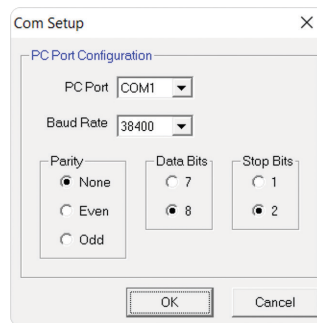 Com Setup
PC Port Configuration
PC Port COM1
Baud Rate 38400
Parity Data Bits Stop Bits
None 7 1
Even 8 2
Odd
OK Cancel